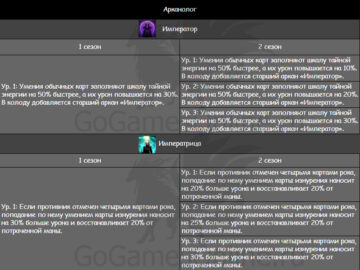 Арканолог
Император
1 сезон
2 сезон
Ур. 1: Умения обычных карт заполняют шкалу тайной
энергии на 50% быстрее, а их урон повышается на 30%.
В колоду добавляется старший аркан «Император».
Ур. 1: Умения обычных карт заполняют шкалу тайной
энергии на 50% быстрее, а их урон повышается на 10%.
В колоду добавляется старший аркан «Император».
Ур. 2: Умения обычных карт заполняют шкалу тайной
энергии на 50% быстрее, а их урон повышается на 20%.
В колоду добавляется старший аркан «Император».
Ур. 3: Умения обычных карт заполняют шкалу тайной
энергии на 50% быстрее, а их урон повышается на 30%.
В колоду добавляется старший аркан «Император».
Императрица
1 сезон
2 сезон
Ур. 1: Если противник отмечен четырьмя картами рока,
попадание по нему умением карты изнурения наносит
на 30% больше урона и восстанавливает 20% от
потраченной маны.
Ур. 1: Если противник отмечен четырьмя картами рока,
попадание по нему умением карты изнурения наносит
на 20% больше урона и восстанавливает 20% от
потраченной маны.
Ур. 2: Если противник отмечен четырьмя картами рока,
попадание по нему умением карты изнурения наносит
на 25% больше урона и восстанавливает 20% от
потраченной маны.
Ур. 3: Если противник отмечен четырьмя картами рока,
попадание по нему умением карты изнурения наносит
на 30% больше урона и восстанавливает 20% от
потраченной маны.